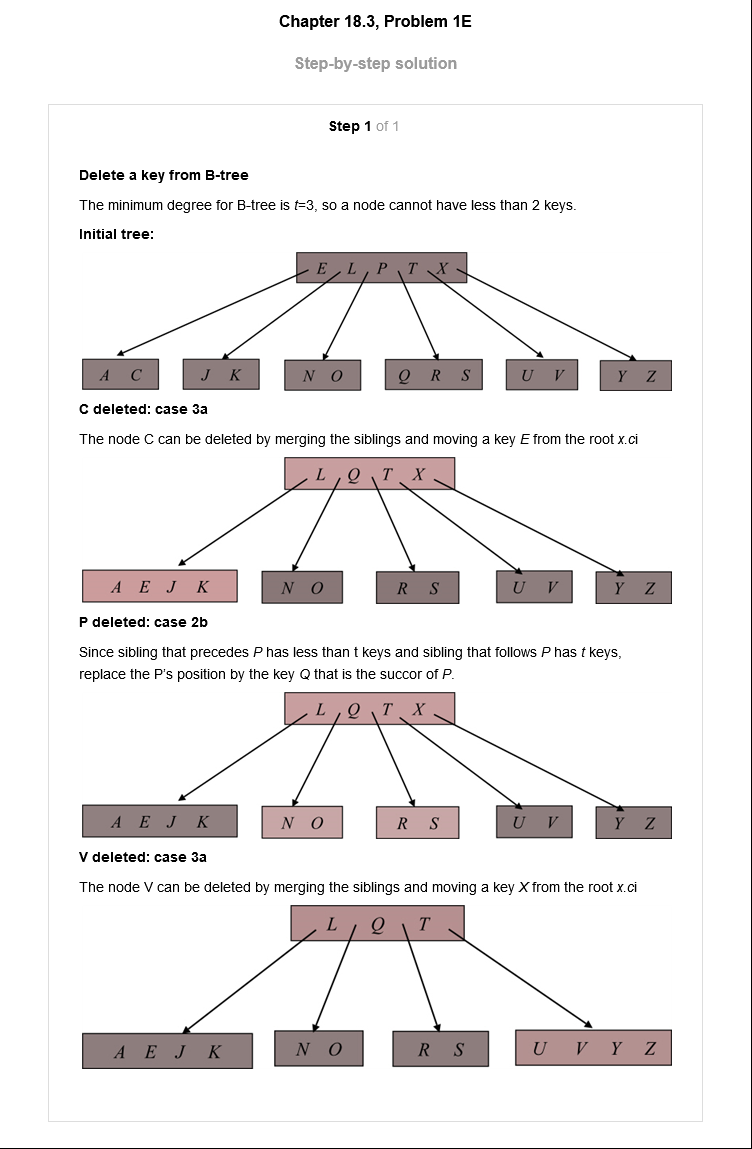 Chapter 18.3, Problem 1E
Step-by-step solution
Step 1 of 1
Delete a key from B-tree
The minimum degree for B-tree is t=3, so a node cannot have less than 2 keys.
Initial tree:
E L P T X
A C J K N O Q R S U V Y Z
C deleted: case 3a
The node C can be deleted by merging the siblings and moving a key E from the root x.ci
L Q T X
A E J K N O R S U V Y Z
P deleted: case 2b
Since sibling that precedes P has less than t keys and sibling that follows P has t keys,
replace the P's position by the key Q that is the succor of P.
L Q T X
A E J K N O R S U V Y Z
V deleted: case 3a
The node V can be deleted by merging the siblings and moving a key X from the root x.ci
L Q T
A E J K N O R S U V Y Z